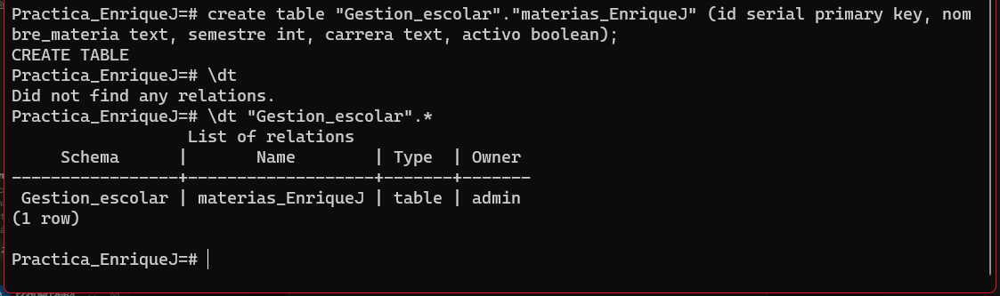 Practica_EnriqueJ=# create table "Gestion_escolar"."materias_EnriqueJ" (id serial primary key, nom
bre_materia text, semestre int, carrera text, activo boolean);
CREATE TABLE
Practica_EnriqueJ=# \dt
Did not find any relations.
Practica_EnriqueJ=# \dt "Gestion_escolar".*
                  List of relations
     Schema      |       Name        | Type  | Owner
-----------------+-------------------+-------+-------
 Gestion_escolar | materias_EnriqueJ | table | admin
(1 row)
Practica_EnriqueJ=#